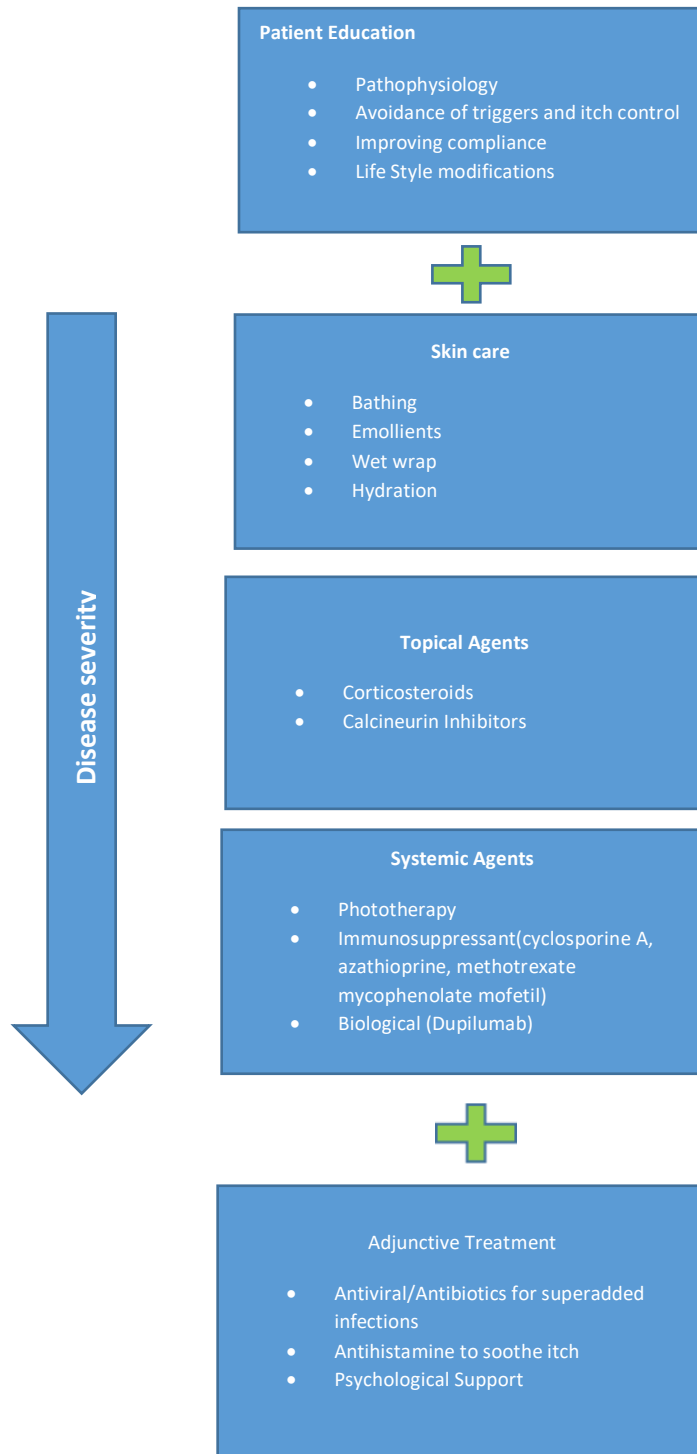 Patient Education
• Pathophysiology
• Avoidance of triggers and itch control
• Improving compliance
• Life Style modifications
Disease severity
Skin care
• Bathing
• Emollients
• Wet wrap
• Hydration
Topical Agents
• Corticosteroids
• Calcineurin Inhibitors
Systemic Agents
• Phototherapy
• Immunosuppressant(cyclosporine A,
azathioprine, methotrexate
mycophenolate mofetil)
• Biological (Dupilumab)
Adjunctive Treatment
• Antiviral/Antibiotics for superadded
infections
• Antihistamine to soothe itch
• Psychological Support